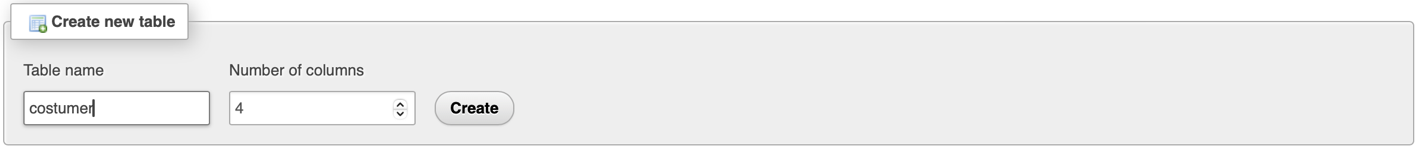 Create new table
Table name
Number of columns
costumer
4
Create